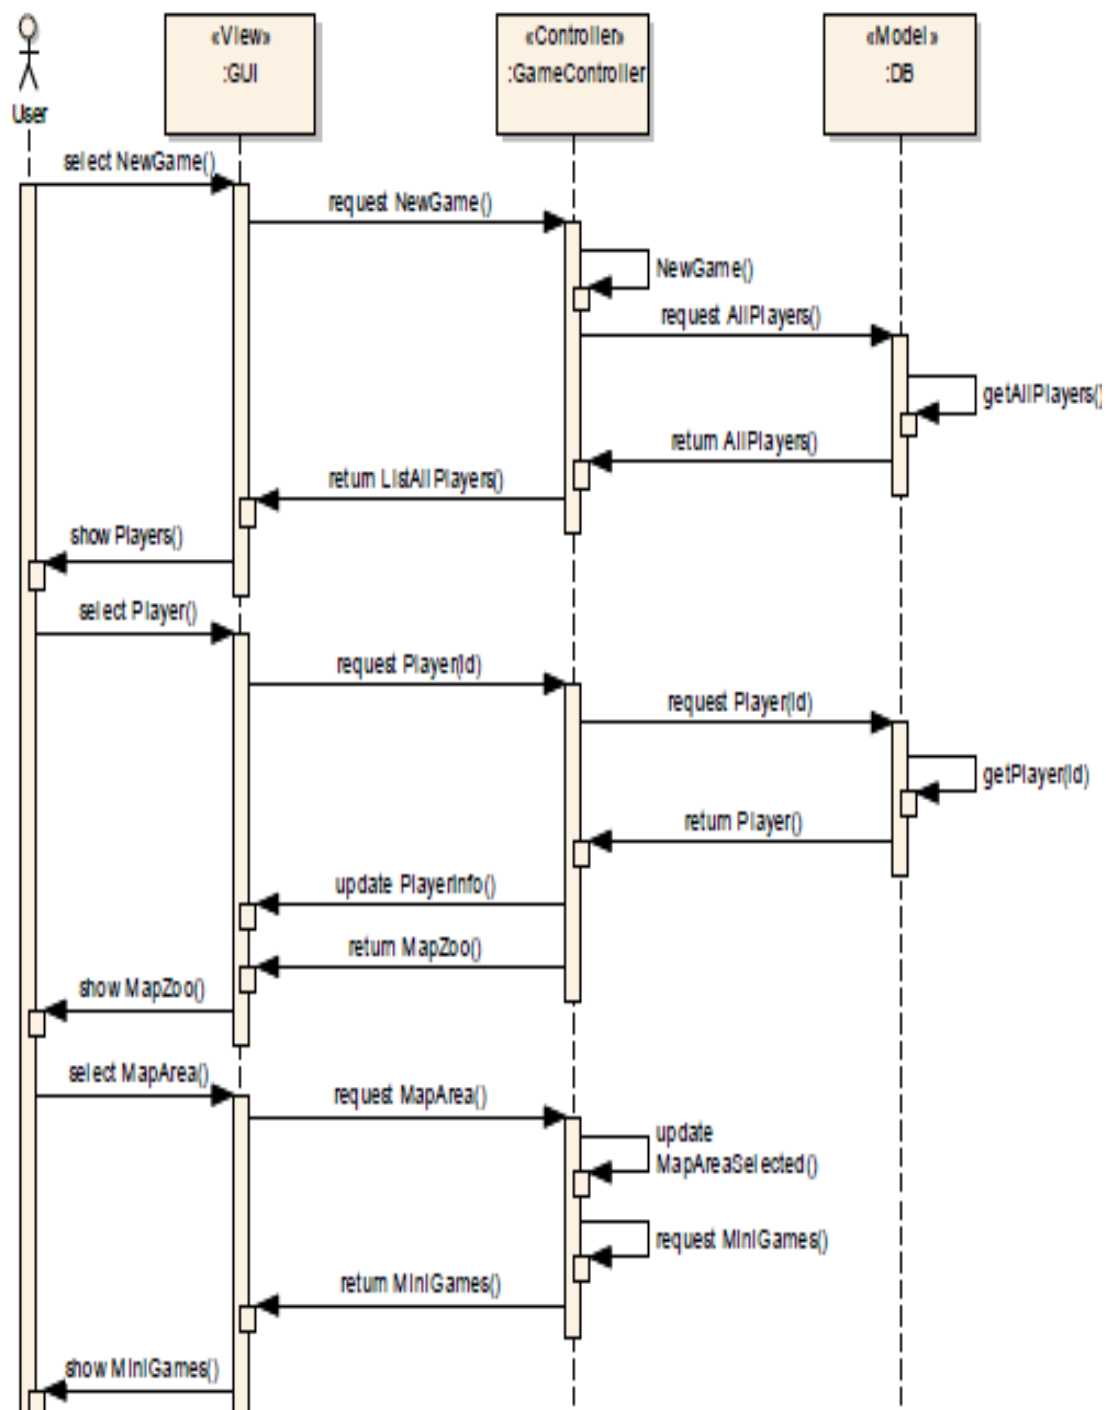 «View»
:GUI
«Controller»
:GameController
«Model»
:DB
User
select NewGame()
request NewGame()
NewGame()
request AllPlayers()
getAllPlayers()
return AllPlayers()
return ListAllPlayers()
show Players()
select Player()
request Player(Id)
request Player(Id)
getPlayer(Id)
return Player()
update PlayerInfo()
return MapZoo()
show MapZoo()
select MapArea()
request MapArea()
update
MapAreaSelected()
request MiniGames()
return MiniGames()
show MiniGames()